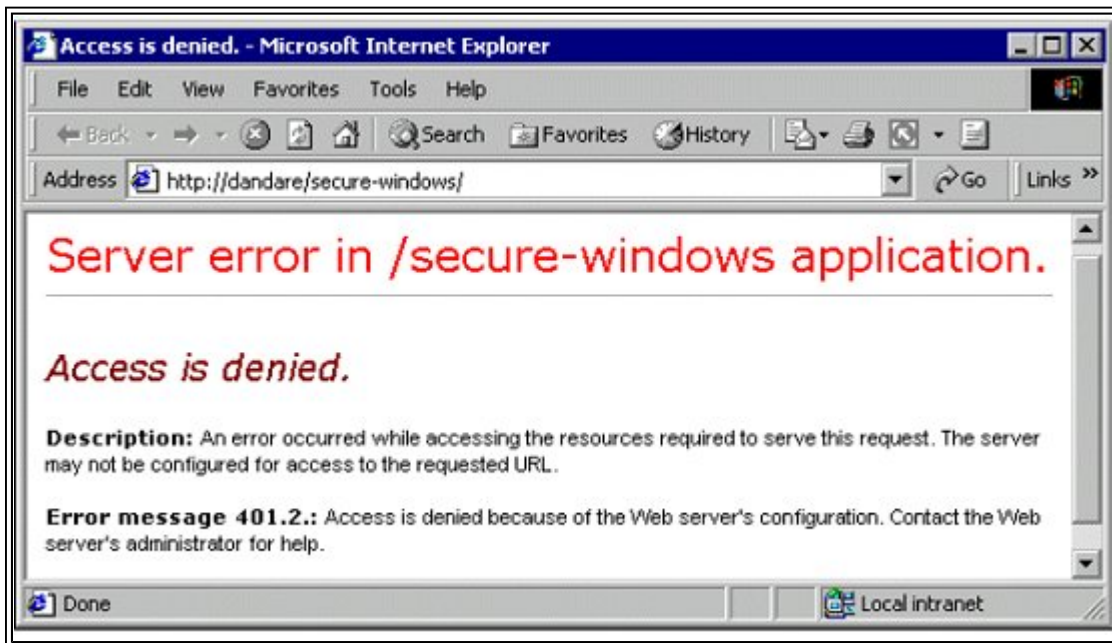 Access is denied. - Microsoft Internet Explorer
File Edit View Favorites Tools Help
Back Search Favorites History
Address http://dandare/secure-windows/ Go Links »
Server error in /secure-windows application.
Access is denied.
Description: An error occurred while accessing the resources required to serve this request. The server
may not be configured for access to the requested URL.
Error message 401.2.: Access is denied because of the Web server's configuration. Contact the Web
server's administrator for help.
Done Local intranet